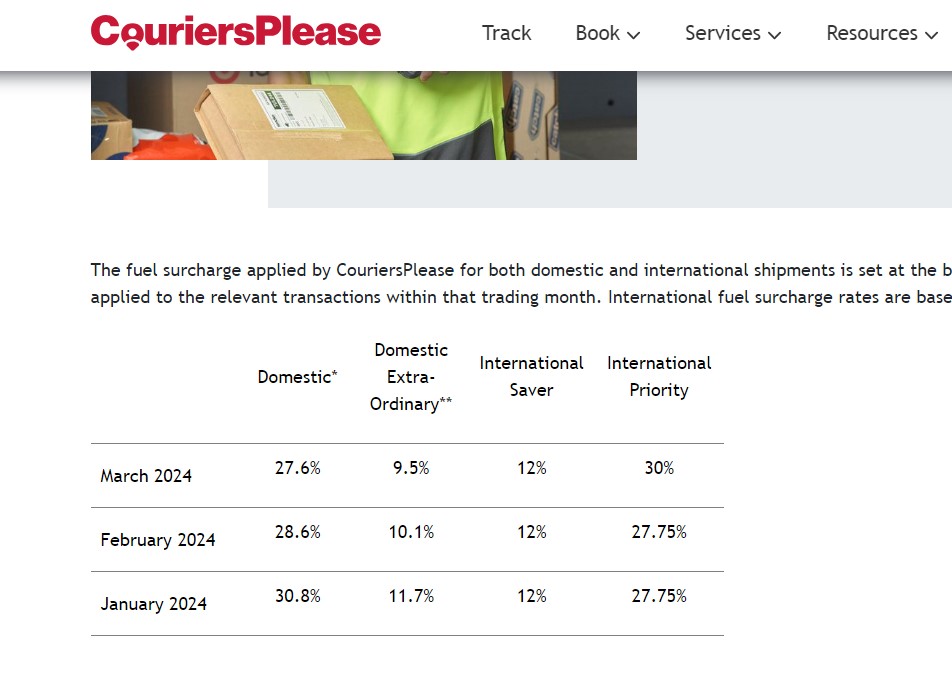 CouriersPlease
Track
Book
Services
Resources
The fuel surcharge applied by CouriersPlease for both domestic and international shipments is set at the
applied to the relevant transactions within that trading month. International fuel surcharge rates are
Domestic*
Domestic
Extra-
Ordinary**
International
Saver
International
Priority
March 2024 27.6% 9.5% 12% 30%
February 2024 28.6% 10.1% 12% 27.75%
January 2024 30.8% 11.7% 12% 27.75%